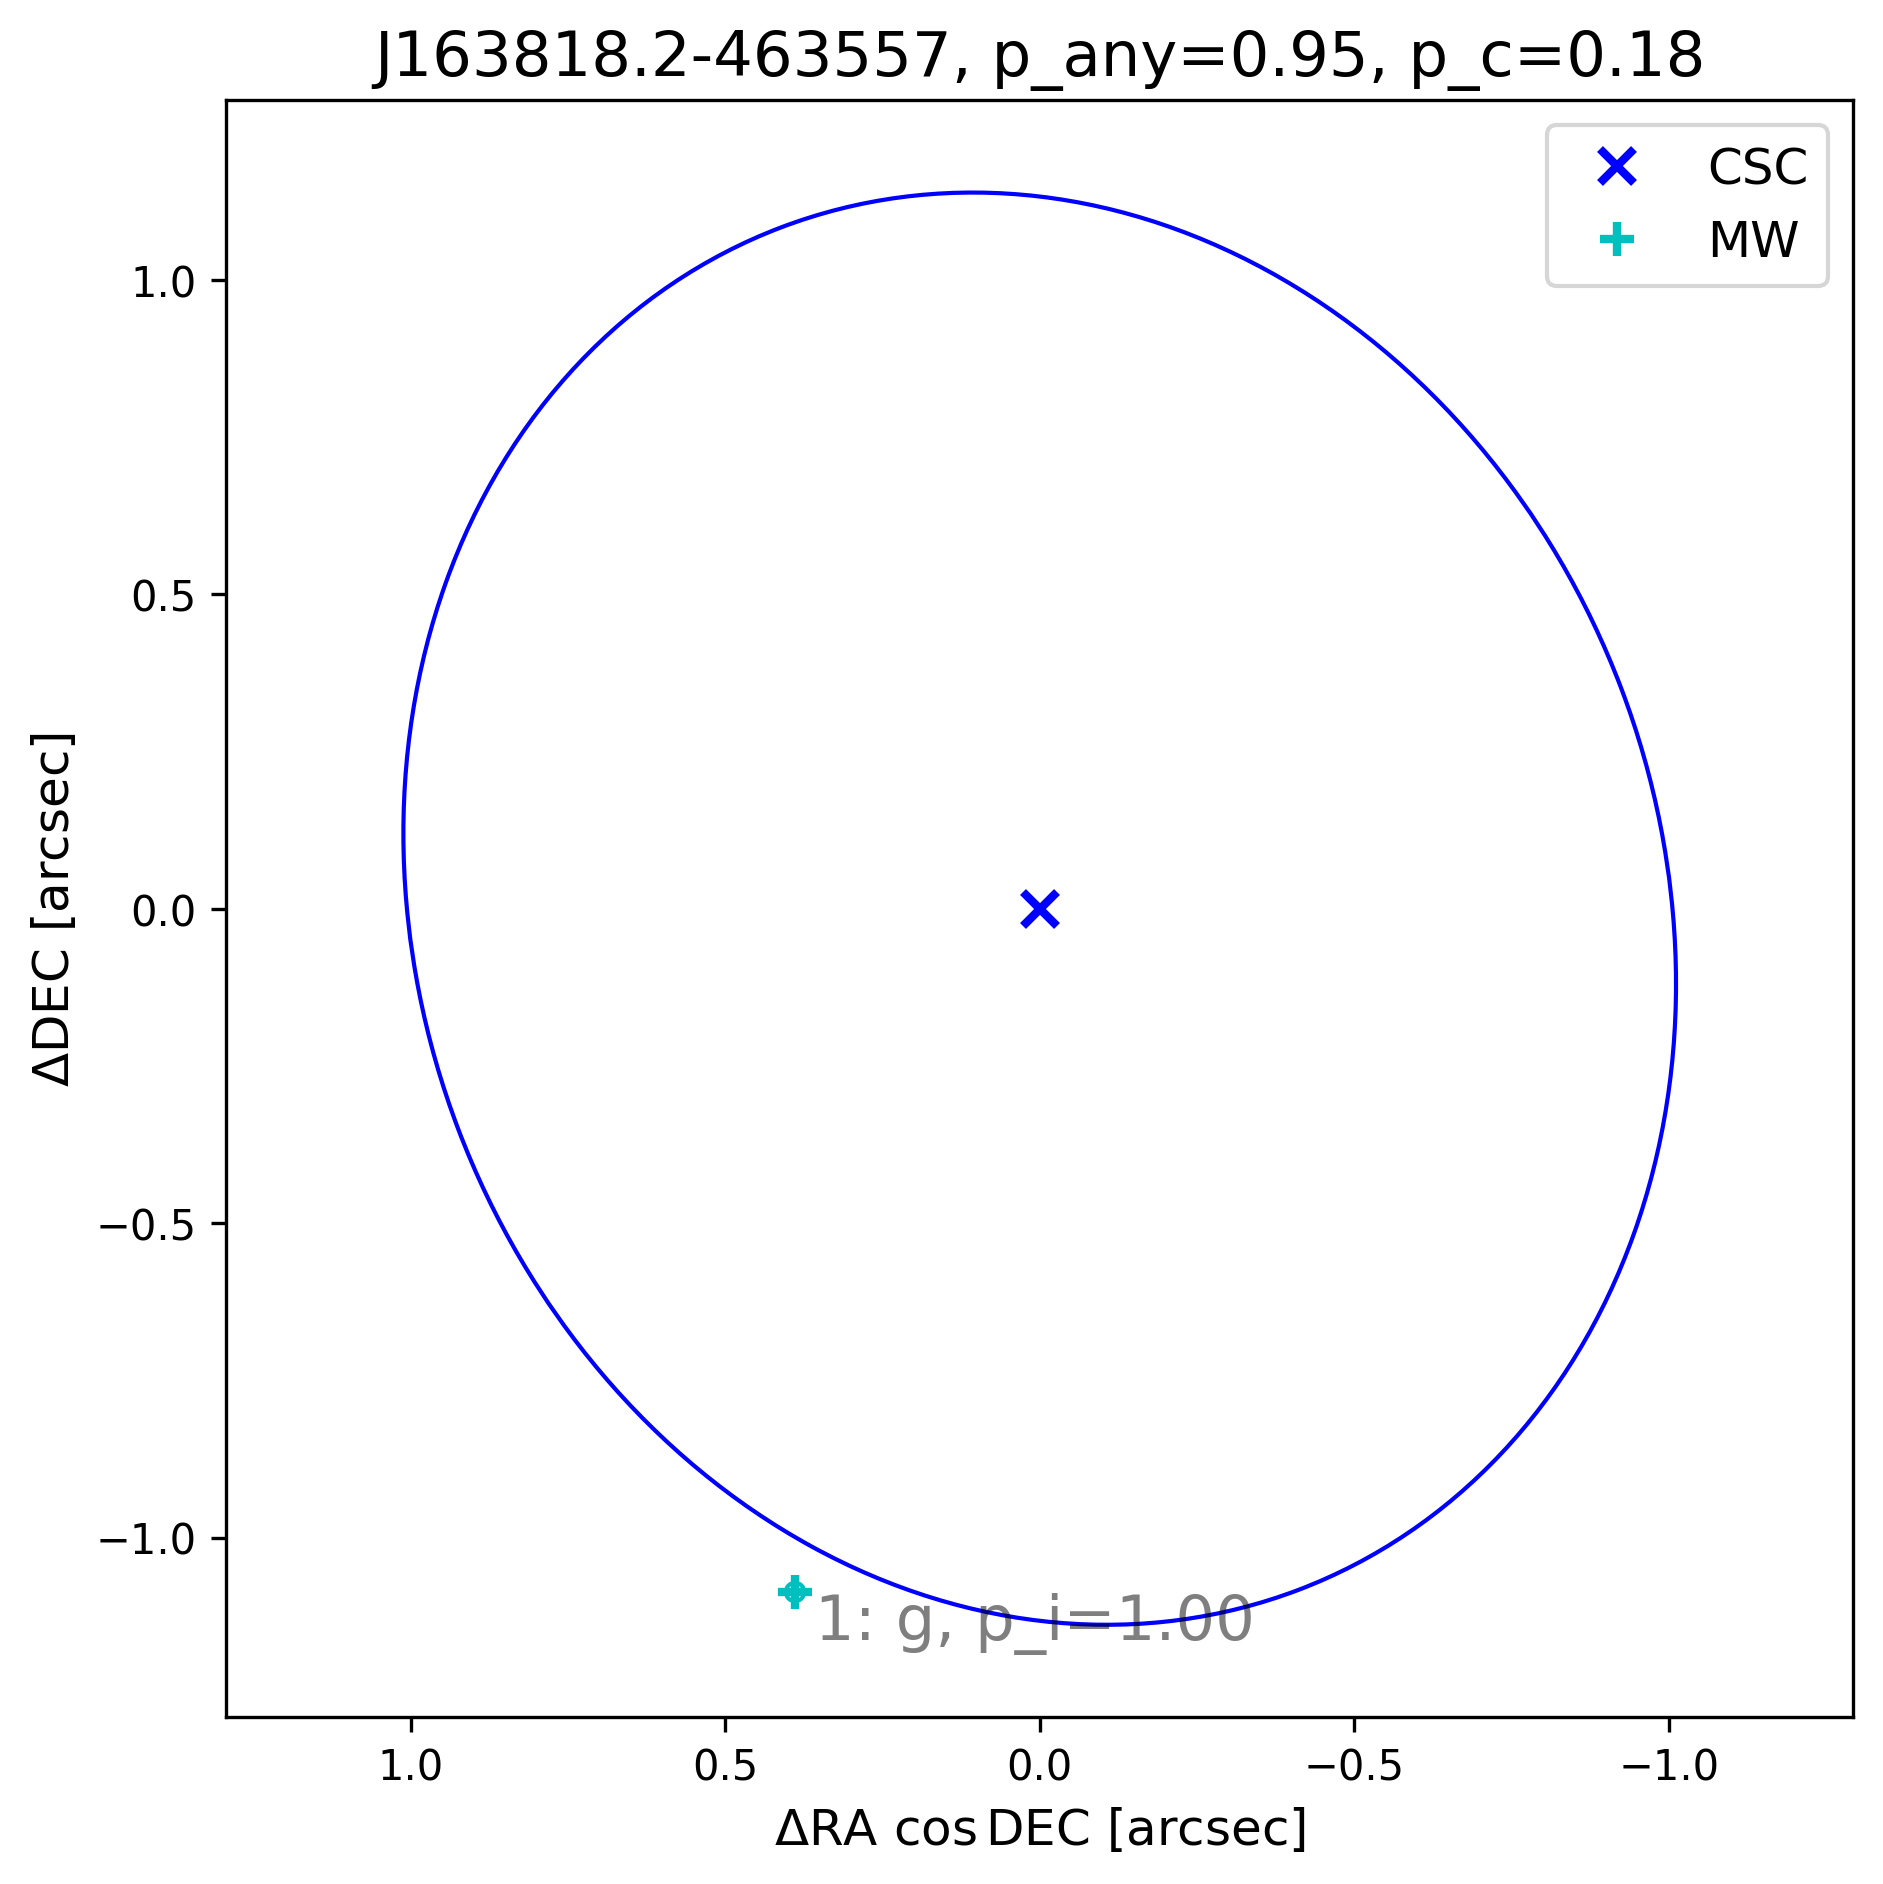 J163818.2-463557, p_any=0.95, p_c=0.18
CSC
MW
1.0
0.5
0.0
−0.5
−1.0
ΔDEC [arcsec]
1: g, p_i=1.00
1.0 0.5 0.0 −0.5 −1.0
ΔRA cos DEC [arcsec]